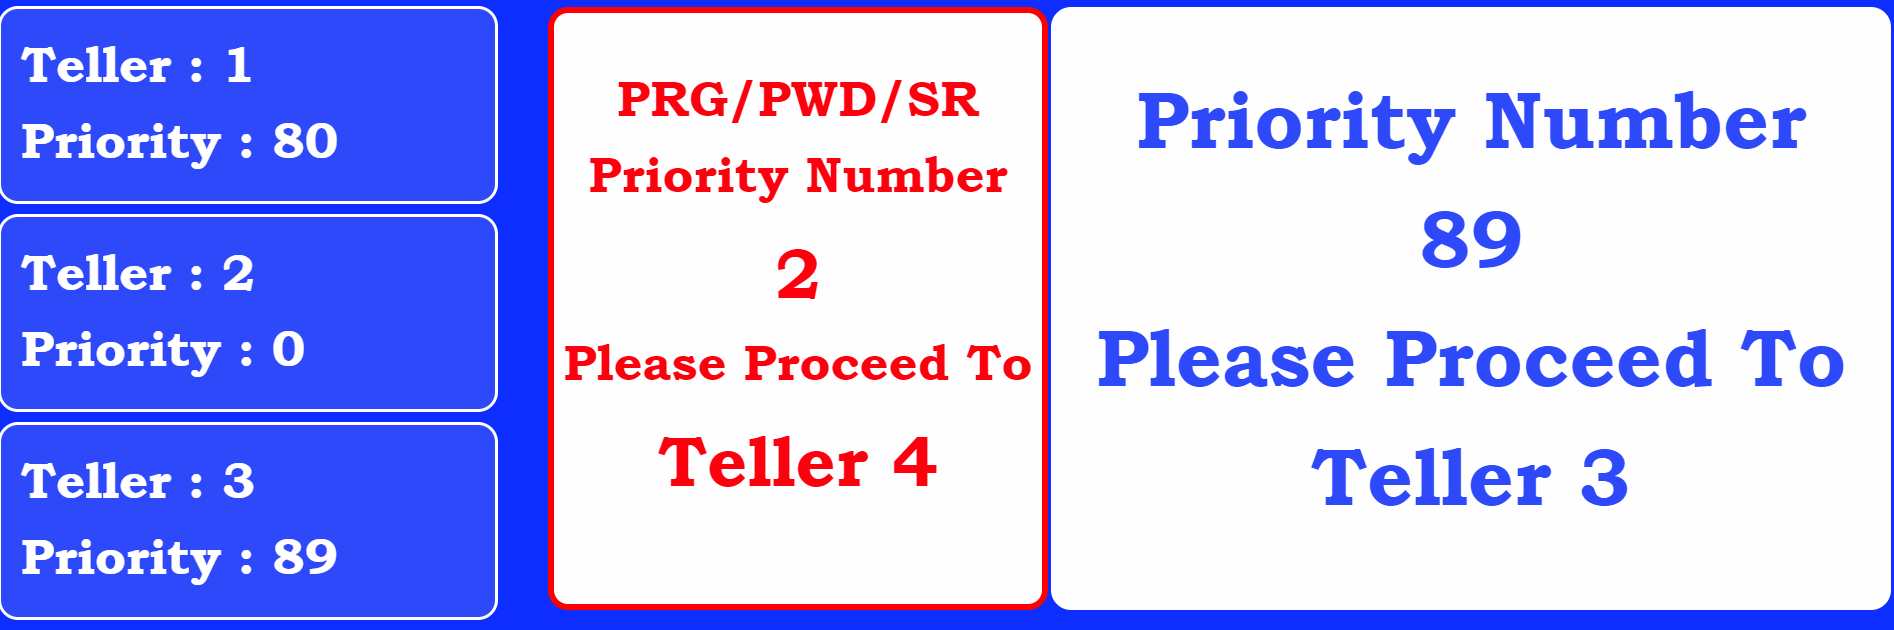 Teller : 1
Priority : 80
Teller : 2
Priority : 0
Teller : 3
Priority : 89
PRG/PWD/SR
Priority Number
2
Please Proceed To
Teller 4
Priority Number
89
Please Proceed To
Teller 3